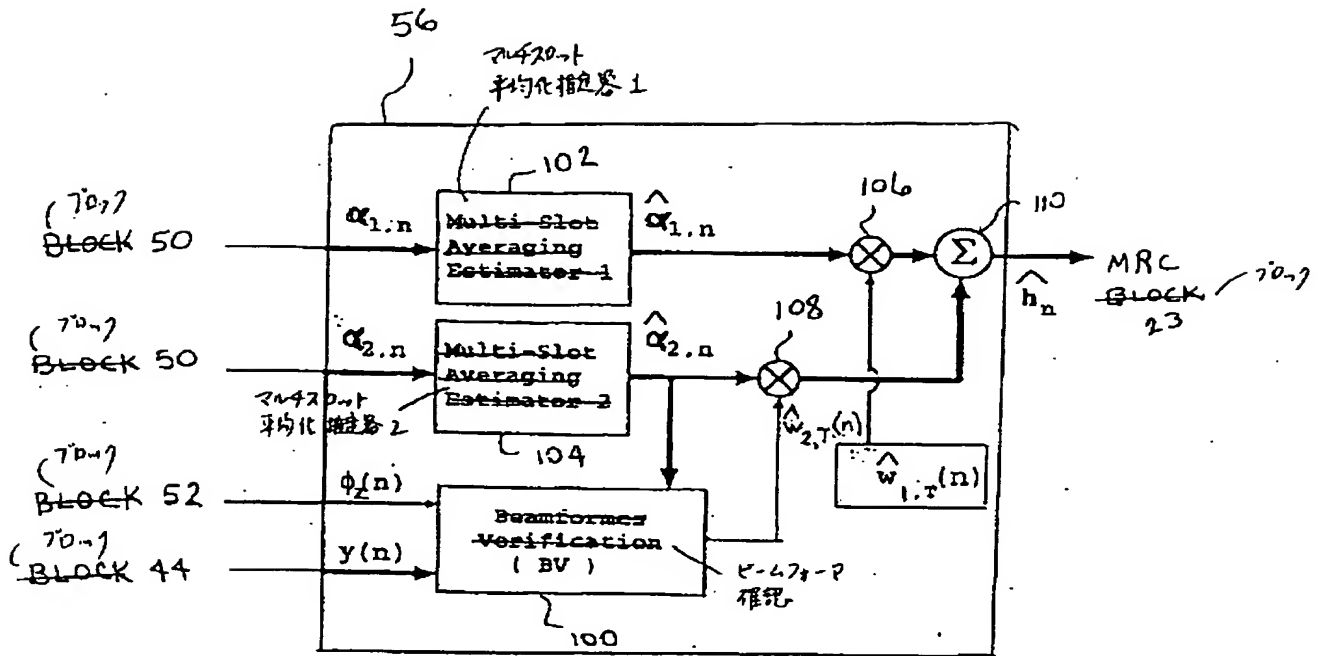 56
マルチスロット
平均化推定器 1
102
ブロック
BLOCK 50
α1,n
Multi-Slot
Averaging
Estimator 1
α̂1,n
106
110
Σ
ĥn
MRC
BLOCK
23
ブロック
ブロック
BLOCK 50
α2,n
Multi-Slot
Averaging
Estimator 2
α̂2,n
108
マルチスロット
平均化推定器 2
104
ŵ2,T(n)
ŵ1,T(n)
ブロック
BLOCK 52
ϕz(n)
Beamformes
Verification
( BV )
ブロック
BLOCK 44
y(n)
ビームフォーマ
確認
100